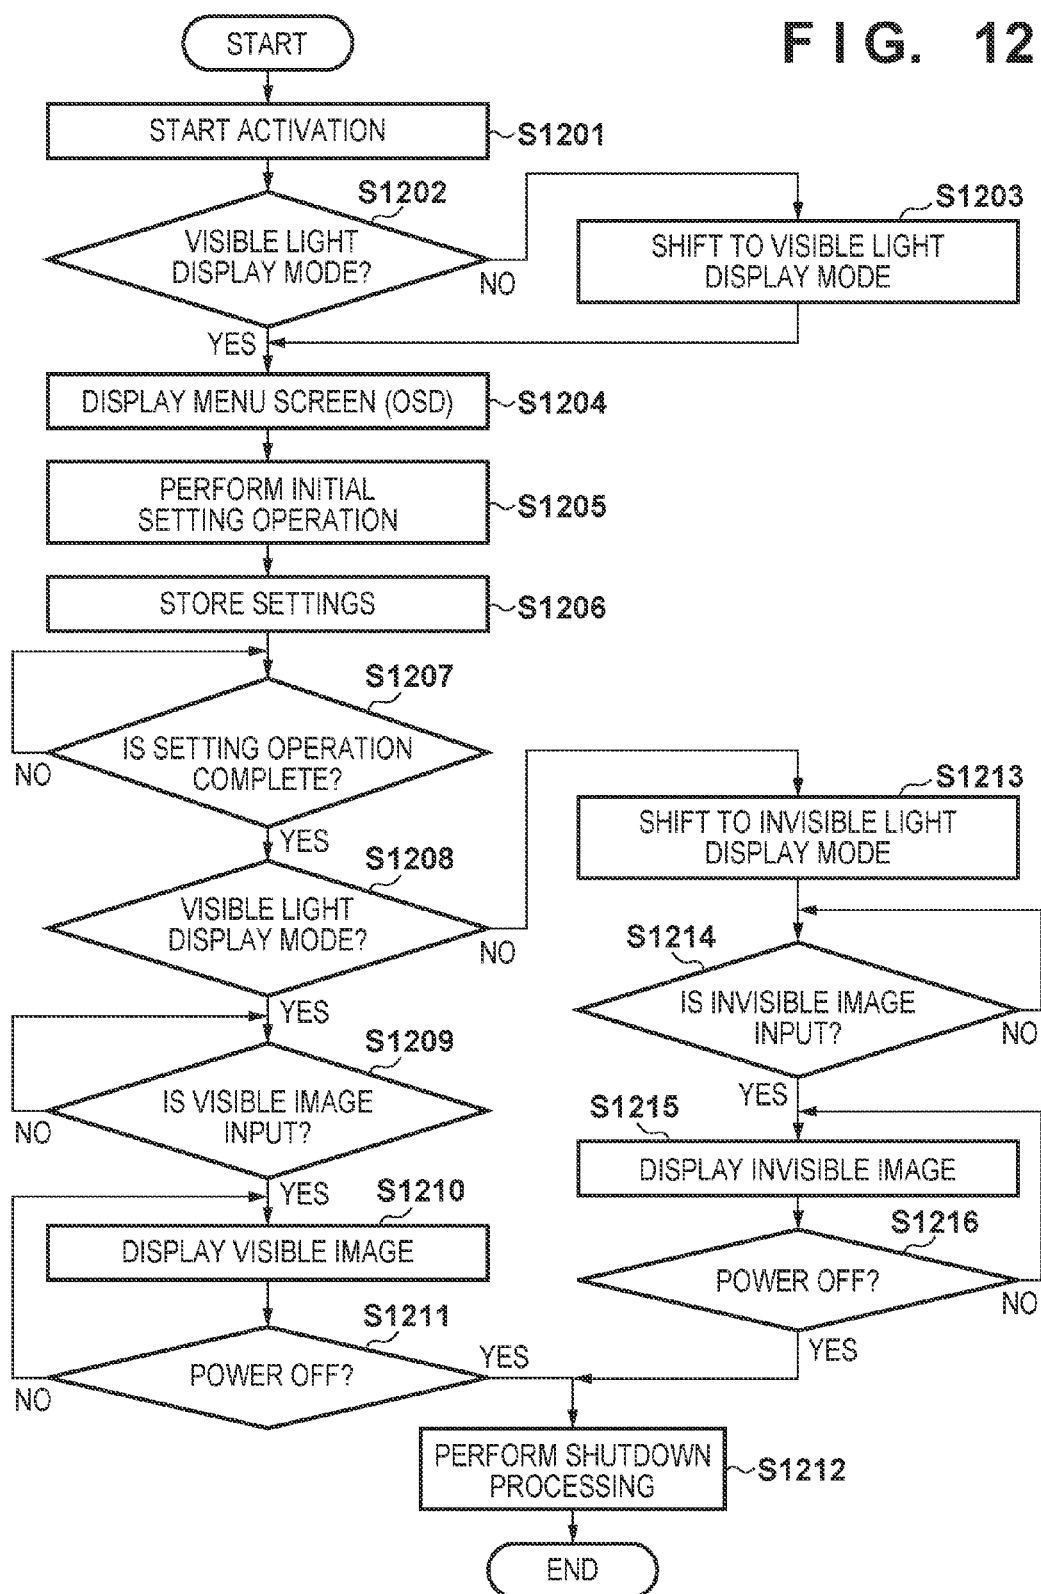 FIG. 12
START
START ACTIVATION
S1201
S1202
VISIBLE LIGHT
DISPLAY MODE?
NO
YES
S1203
SHIFT TO VISIBLE LIGHT
DISPLAY MODE
DISPLAY MENU SCREEN (OSD)
S1204
PERFORM INITIAL
SETTING OPERATION
S1205
STORE SETTINGS
S1206
S1207
IS SETTING OPERATION
COMPLETE?
NO
YES
S1208
VISIBLE LIGHT
DISPLAY MODE?
NO
YES
S1209
IS VISIBLE IMAGE
INPUT?
NO
YES
S1210
DISPLAY VISIBLE IMAGE
S1211
POWER OFF?
NO
YES
S1213
SHIFT TO INVISIBLE LIGHT
DISPLAY MODE
S1214
IS INVISIBLE IMAGE
INPUT?
NO
YES
S1215
DISPLAY INVISIBLE IMAGE
S1216
POWER OFF?
NO
YES
PERFORM SHUTDOWN
PROCESSING
S1212
END